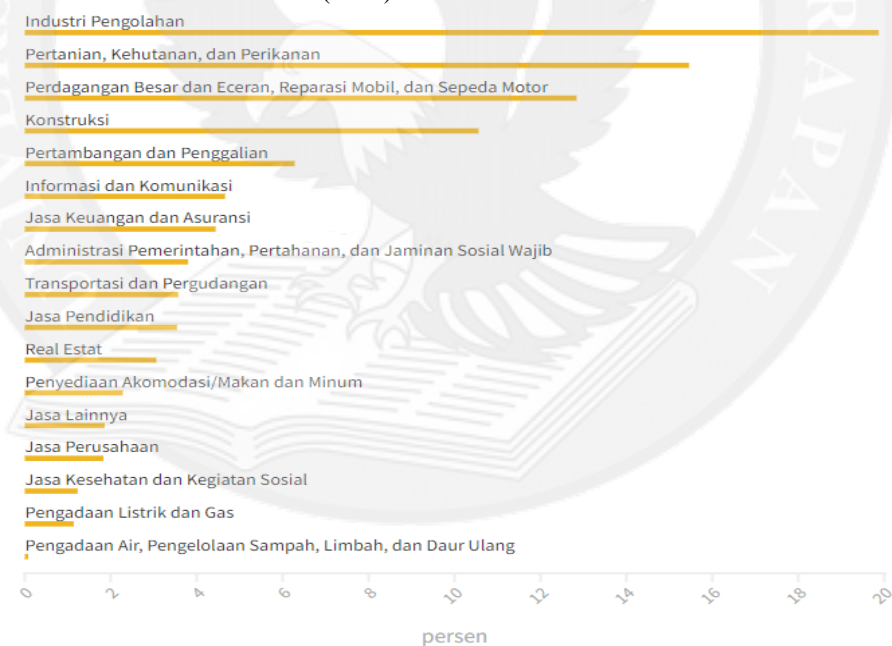 Industri Pengolahan
Pertanian, Kehutanan, dan Perikanan
Perdagangan Besar dan Eceran, Reparasi Mobil, dan Sepeda Motor
Konstruksi
Pertambangan dan Penggalian
Informasi dan Komunikasi
Jasa Keuangan dan Asuransi
Administrasi Pemerintahan, Pertahanan, dan Jaminan Sosial Wajib
Transportasi dan Pergudangan
Jasa Pendidikan
Real Estat
Penyediaan Akomodasi/Makan dan Minum
Jasa Lainnya
Jasa Perusahaan
Jasa Kesehatan dan Kegiatan Sosial
Pengadaan Listrik dan Gas
Pengadaan Air, Pengelolaan Sampah, Limbah, dan Daur Ulang
0 2 4 6 8 10 12 14 16 18 20
persen